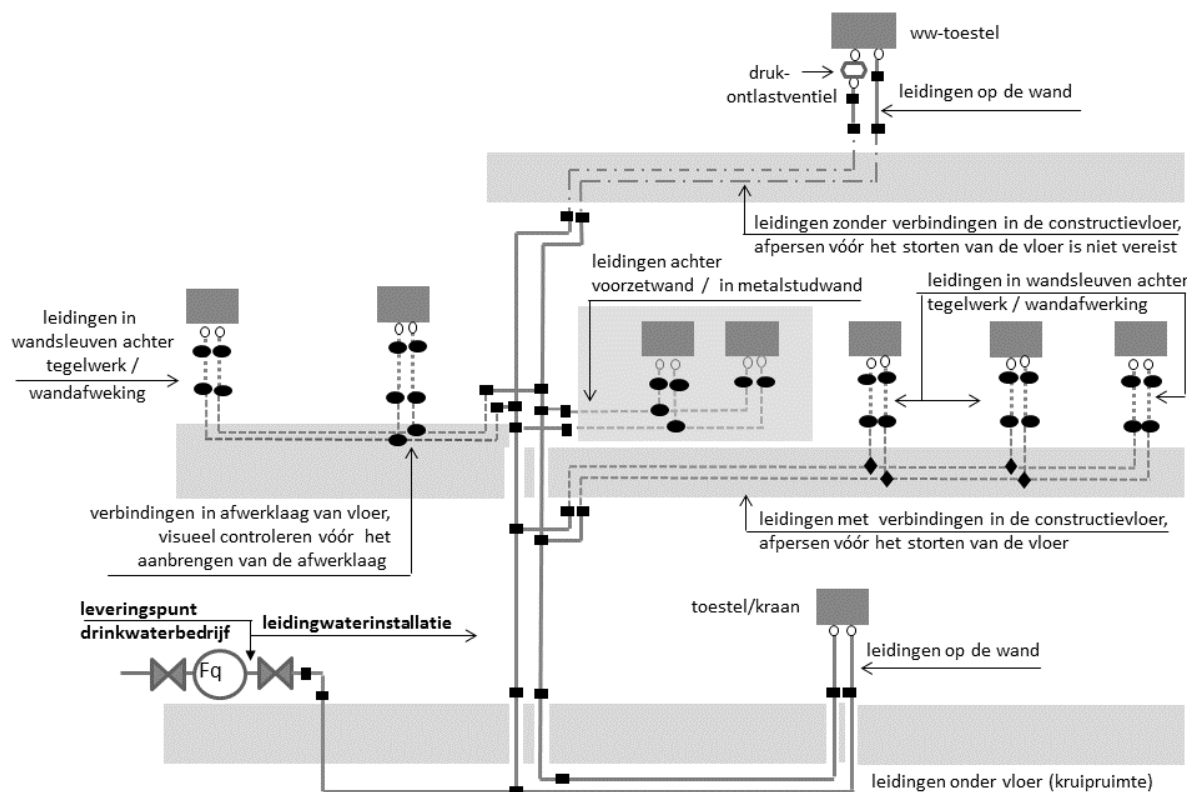 ww-toestel
druk-
ontlastventiel
leidingen op de wand
leidingen zonder verbindingen in de constructievloer,
afpersen vóór het storten van de vloer is niet vereist
leidingen achter
voorzetwand / in metalstudwand
leidingen in wandsleuven achter
tegelwerk / wandafwerking
leidingen in
wandsleuven achter
tegelwerk /
wandafweking
verbindingen in afwerklaag van vloer,
visueel controleren vóór het
aanbrengen van de afwerklaag
leidingen met verbindingen in de constructievloer,
afpersen vóór het storten van de vloer
leveringspunt
drinkwaterbedrijf
leidingwaterinstallatie
Fq
toestel/kraan
leidingen op de wand
leidingen onder vloer (kruipruimte)